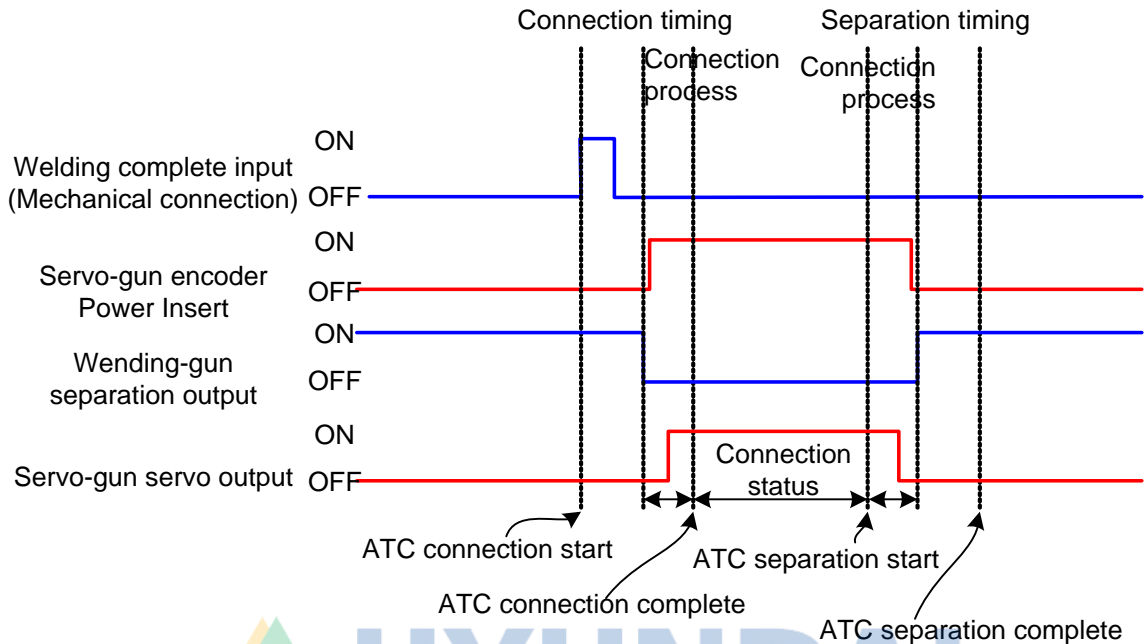 Connection timing
Separation timing
Connection
process
Connection
process
ON
Welding complete input
(Mechanical connection)
OFF
ON
Servo-gun encoder
Power Insert
OFF
ON
Wending-gun
separation output
OFF
ON
Servo-gun servo output
OFF
Connection
status
ATC connection start
ATC separation start
ATC connection complete
ATC separation complete